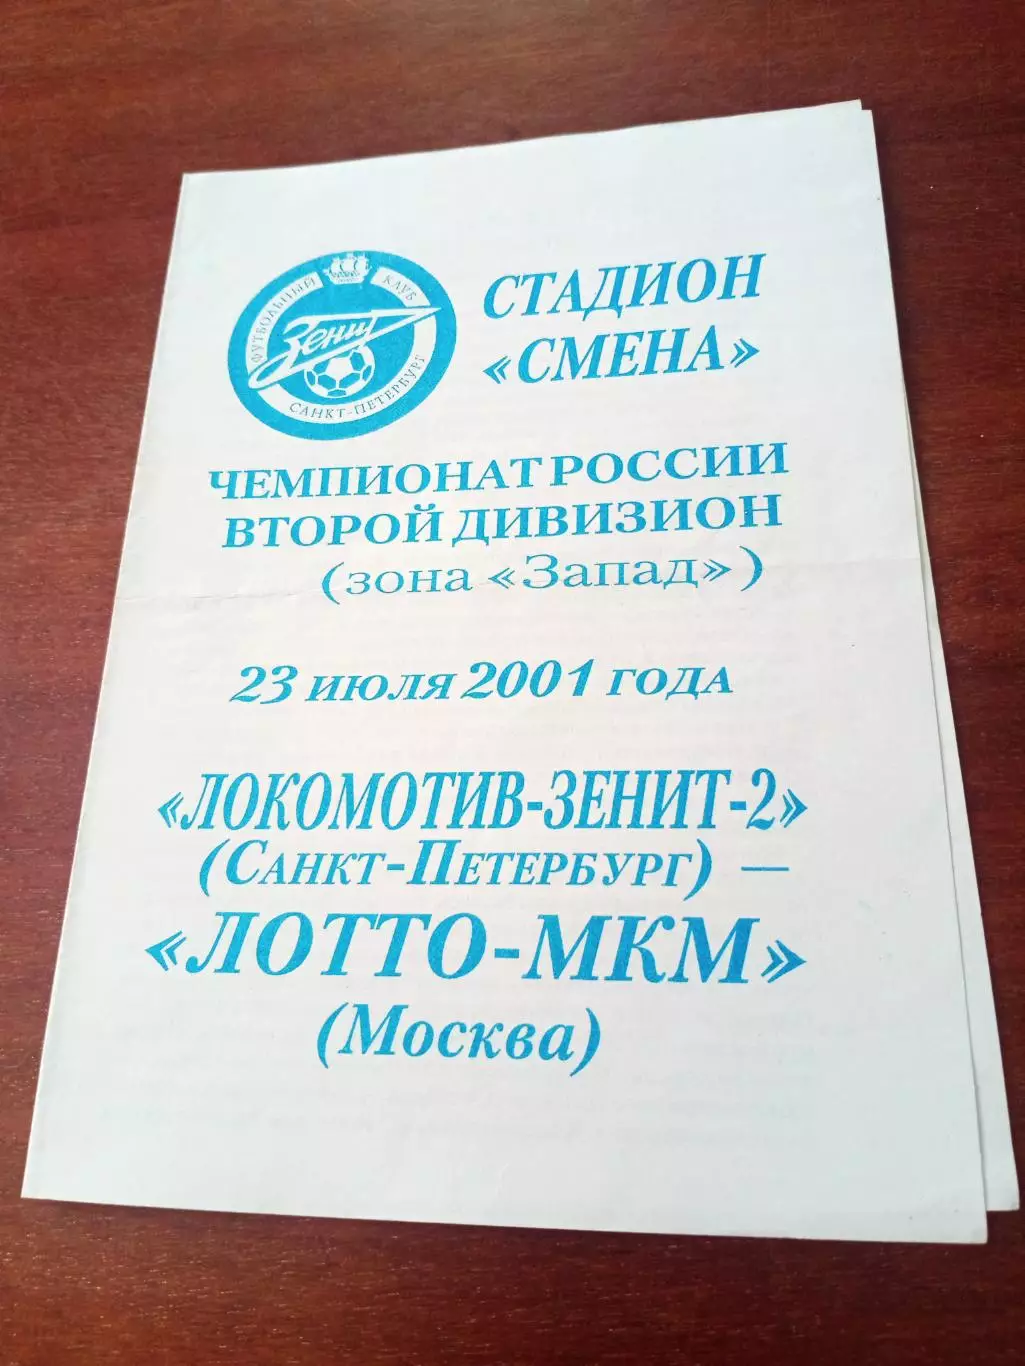 ФУТБОЛЬНЫЙ КЛУБ
Зенит
САНКТ-ПЕТЕРБУРГ
СТАДИОН
«СМЕНА»
ЧЕМПИОНАТ РОССИИ
ВТОРОЙ ДИВИЗИОН
(зона «Запад»)
23 ИЮЛЯ 2001 ГОДА
«ЛОКОМОТИВ-ЗЕНИТ-2»
(САНКТ-ПЕТЕРБУРГ) —
«ЛОТТО-МКМ»
(Москва)